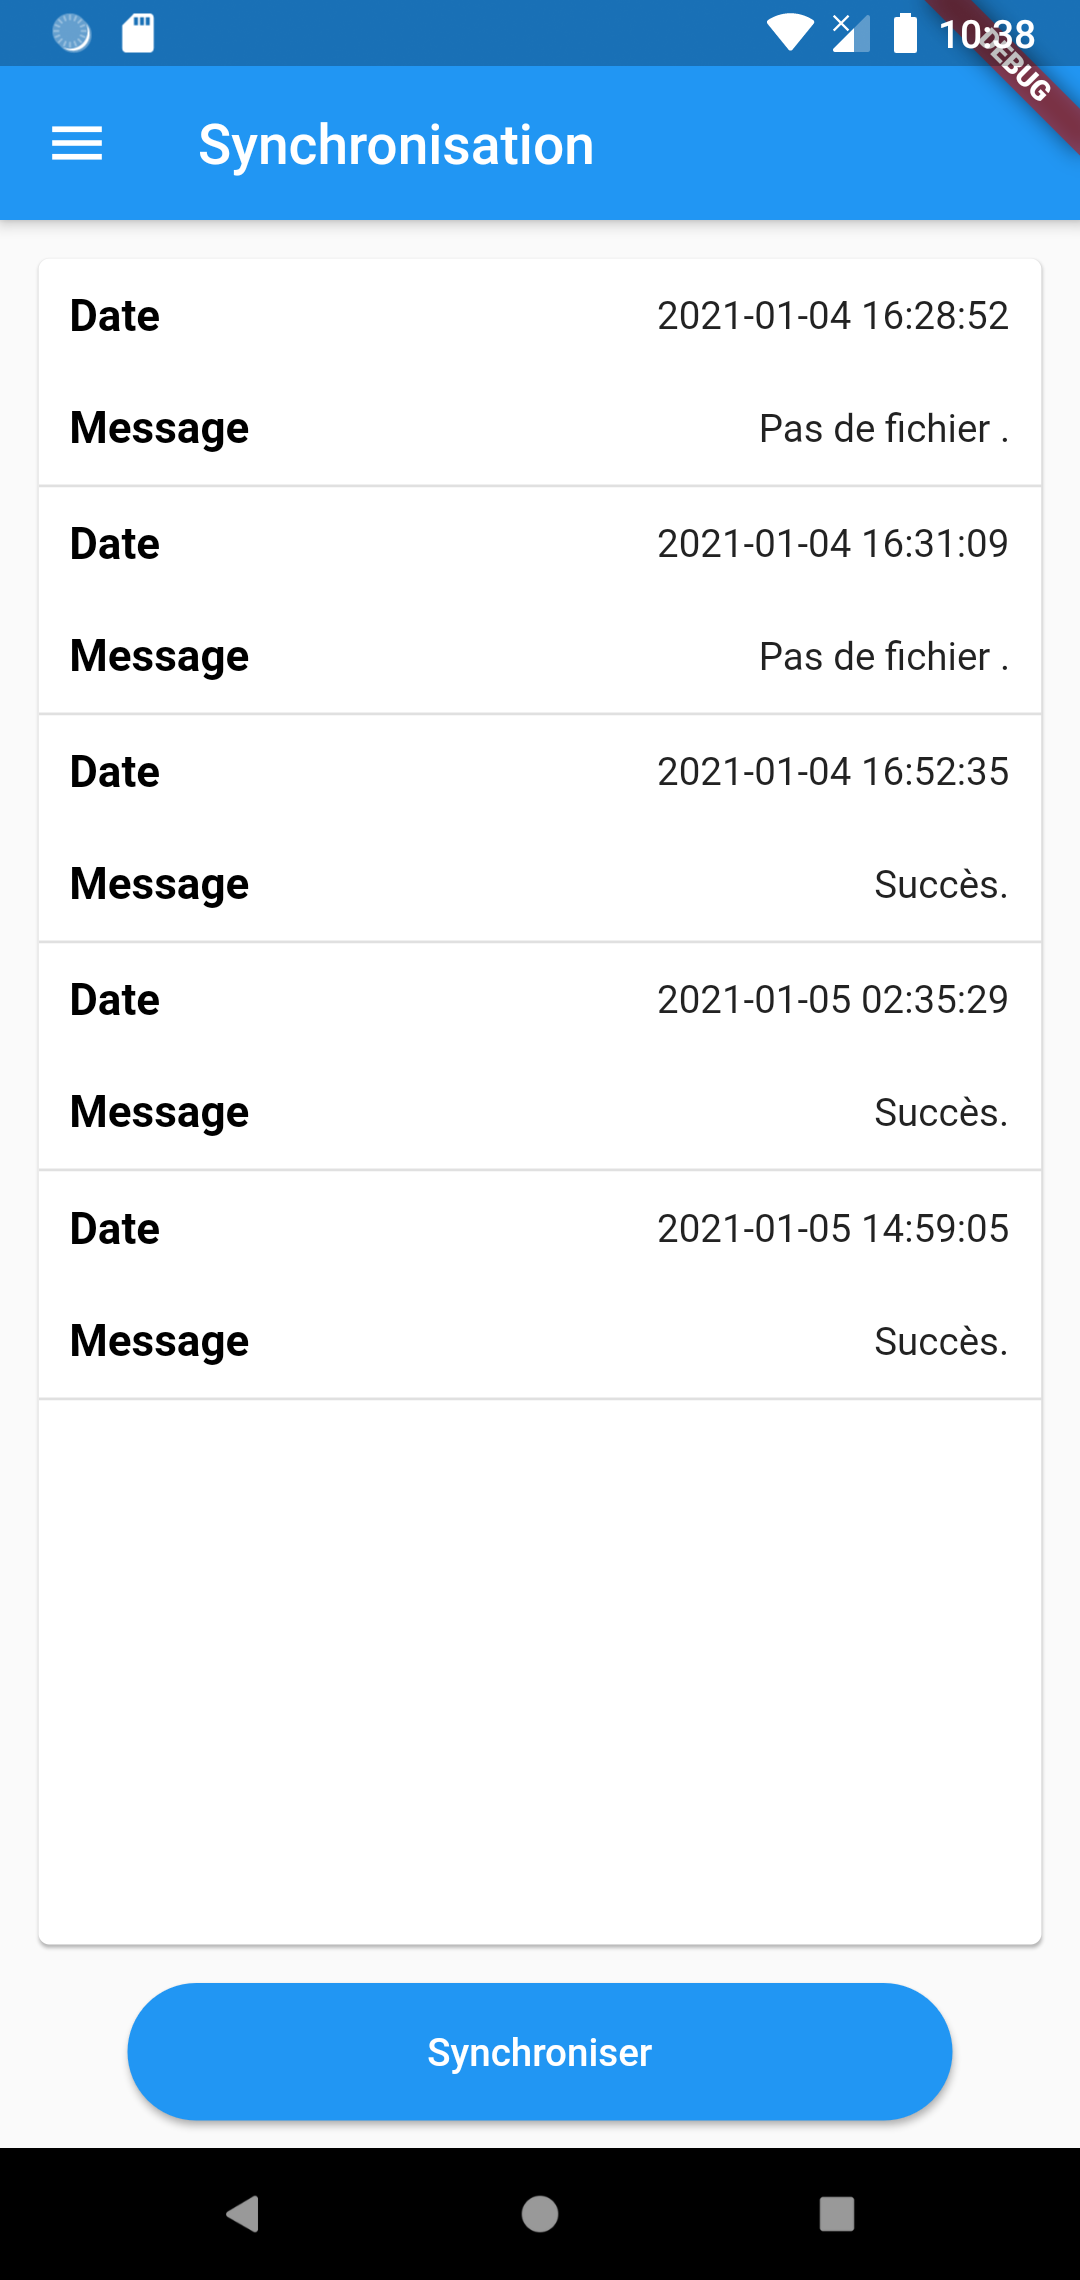 10:38
DEBUG
Synchronisation
Date 2021-01-04 16:28:52
Message Pas de fichier .
Date 2021-01-04 16:31:09
Message Pas de fichier .
Date 2021-01-04 16:52:35
Message Succès.
Date 2021-01-05 02:35:29
Message Succès.
Date 2021-01-05 14:59:05
Message Succès.
Synchroniser